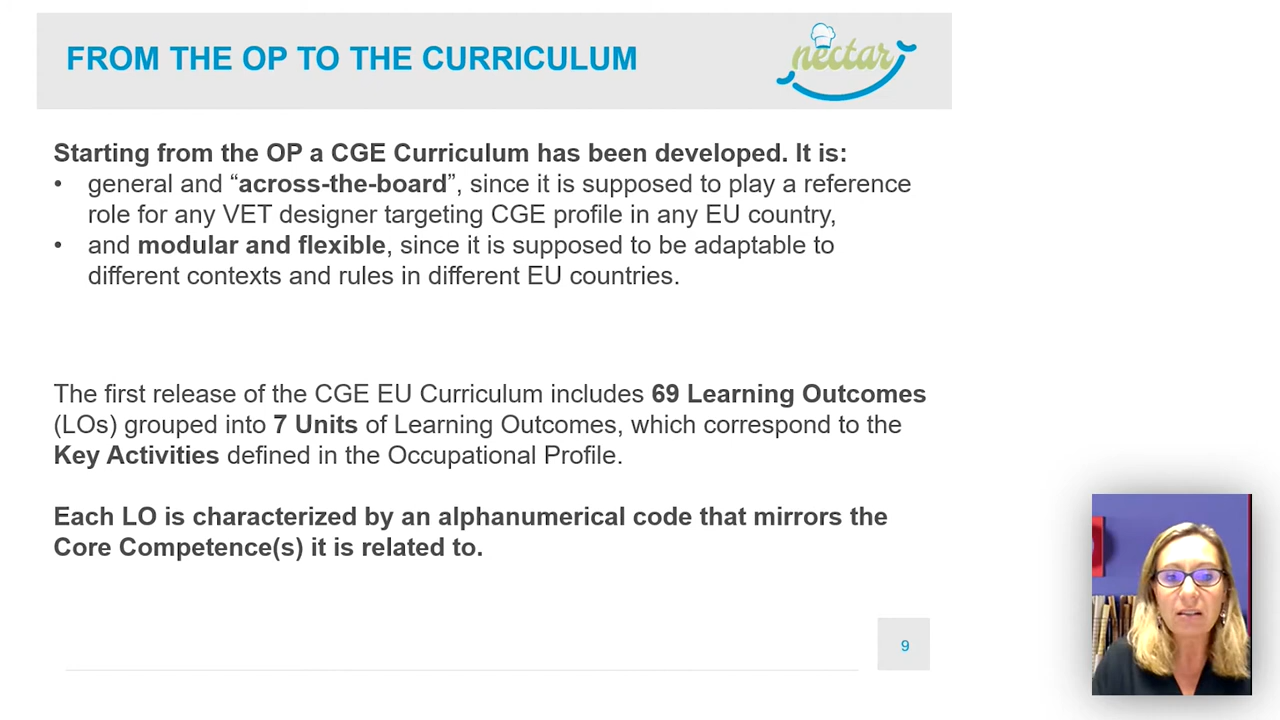 FROM THE OP TO THE CURRICULUM
nectar
Starting from the OP a CGE Curriculum has been developed. It is:
• general and “across-the-board”, since it is supposed to play a reference
role for any VET designer targeting CGE profile in any EU country,
• and modular and flexible, since it is supposed to be adaptable to
different contexts and rules in different EU countries.
The first release of the CGE EU Curriculum includes 69 Learning Outcomes
(LOs) grouped into 7 Units of Learning Outcomes, which correspond to the
Key Activities defined in the Occupational Profile.
Each LO is characterized by an alphanumerical code that mirrors the
Core Competence(s) it is related to.
9